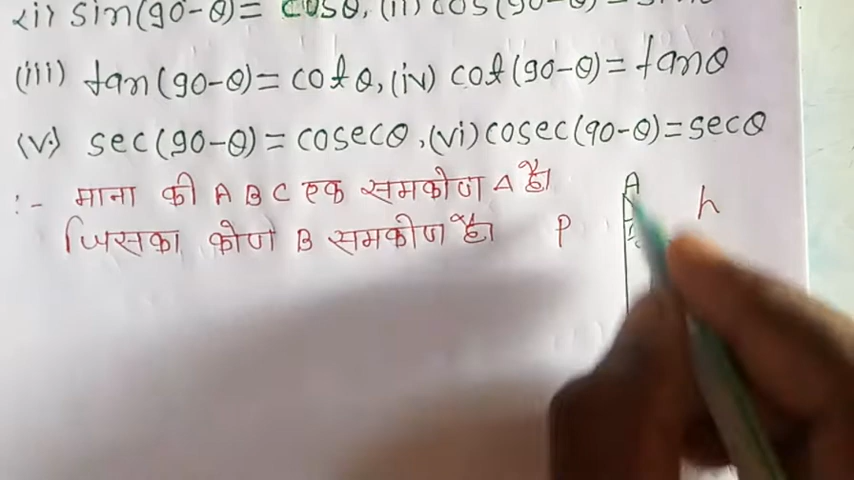 (i) sin(90-θ)= cosθ, (ii) cos(90-θ)= sinθ
(iii) tan(90-θ)= cotθ, (iv) cot(90-θ)= tanθ
(v) sec(90-θ)= cosecθ, (vi) cosec(90-θ)= secθ
:- माना की A B C एक समकोण Δ है।
जिसका कोण B समकोण है।
A
h
P